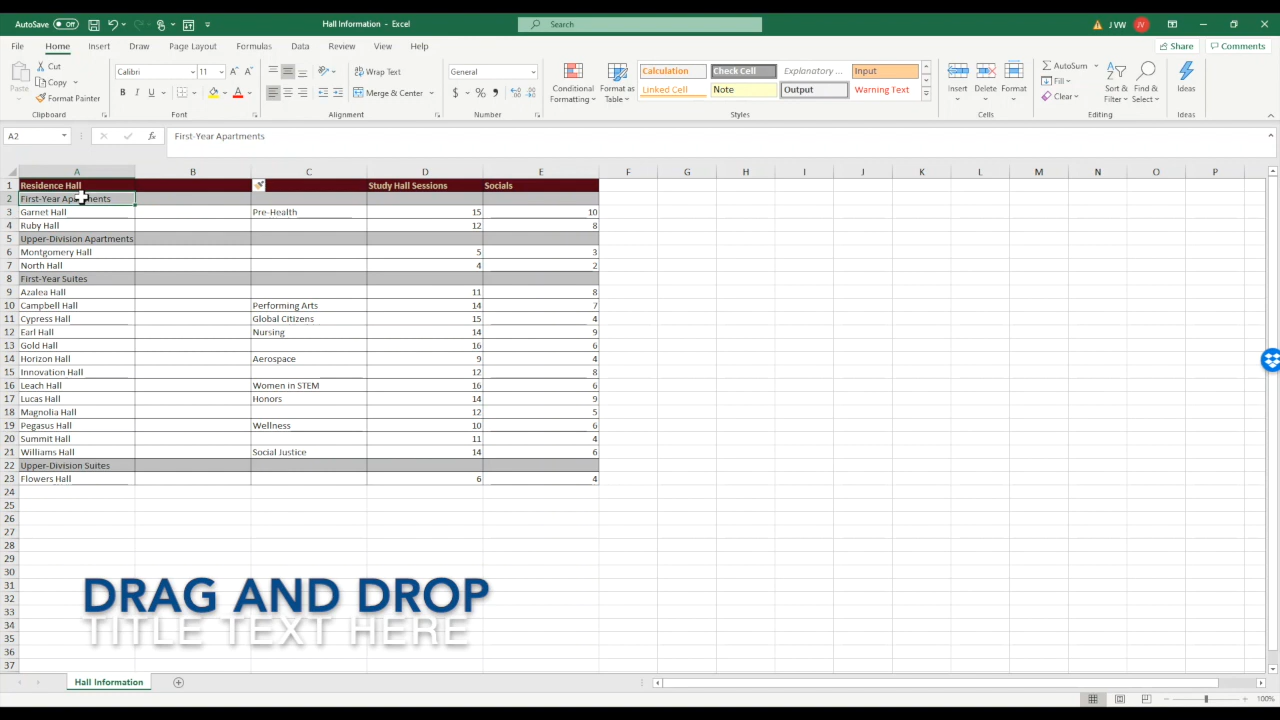 AutoSave Off Hall Information - Excel Search J VW JV
File Home Insert Draw Page Layout Formulas Data Review View Help Share Comments
Paste Cut Copy Format Painter Clipboard
Calibri 11 B I U Font
Wrap Text Merge & Center Alignment
General $ % Number
Conditional Formatting Format as Table
Calculation Check Cell Explanatory ... Input
Linked Cell Note Output Warning Text
Styles
Insert Delete Format Cells
AutoSum Fill Clear Sort & Filter Find & Select Editing
Ideas Ideas
A2 fx First-Year Apartments
A B C D E F G H I J K L M N O P
1 Residence Hall Study Hall Sessions Socials
2 First-Year Apartments
3 Garnet Hall Pre-Health 15 10
4 Ruby Hall 12 8
5 Upper-Division Apartments
6 Montgomery Hall 5 3
7 North Hall 4 2
8 First-Year Suites
9 Azalea Hall 11 8
10 Campbell Hall Performing Arts 14 7
11 Cypress Hall Global Citizens 15 4
12 Earl Hall Nursing 14 9
13 Gold Hall 16 6
14 Horizon Hall Aerospace 9 4
15 Innovation Hall 12 8
16 Leach Hall Women in STEM 16 6
17 Lucas Hall Honors 14 9
18 Magnolia Hall 12 5
19 Pegasus Hall Wellness 10 6
20 Summit Hall 11 4
21 Williams Hall Social Justice 14 6
22 Upper-Division Suites
23 Flowers Hall 6 4
24
25
26
27
28
29
30
31
32
33
34
35
36
37
DRAG AND DROP
TITLE TEXT HERE
Hall Information
100%